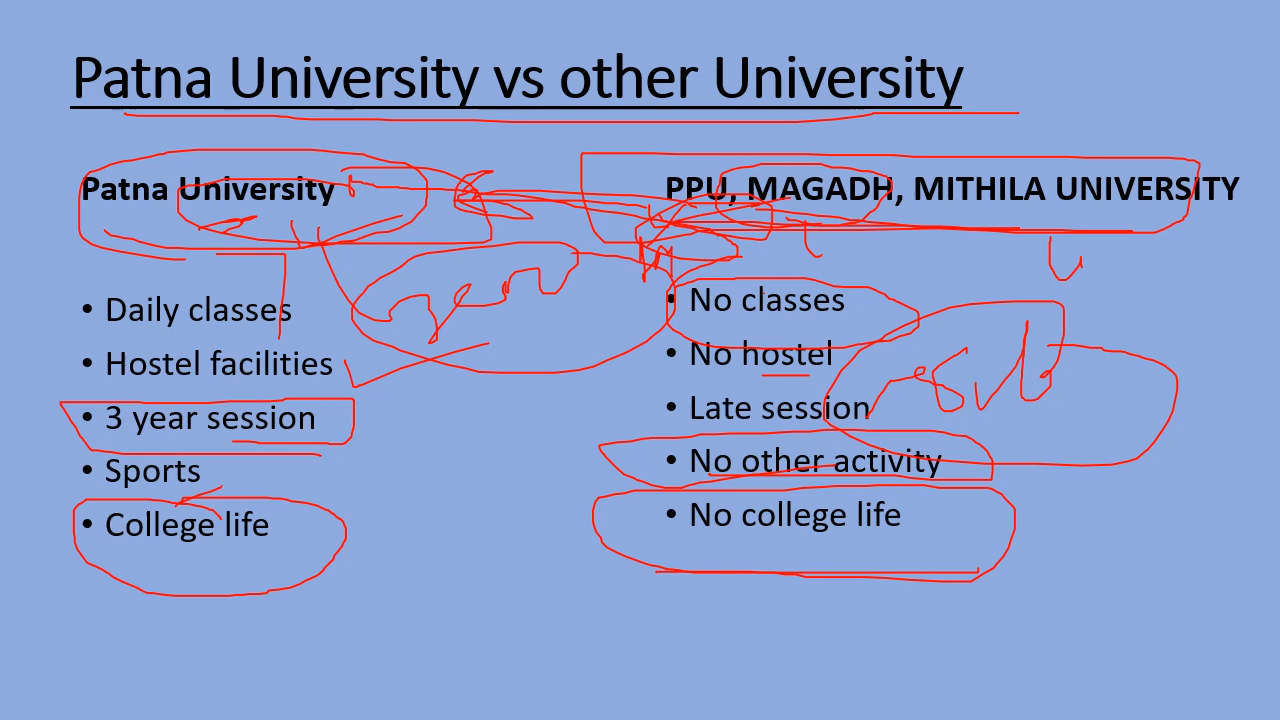 Patna University vs other University
Patna University
• Daily classes
• Hostel facilities
• 3 year session
• Sports
• College life
PPU, MAGADH, MITHILA UNIVERSITY
• No classes
• No hostel
• Late session
• No other activity
• No college life